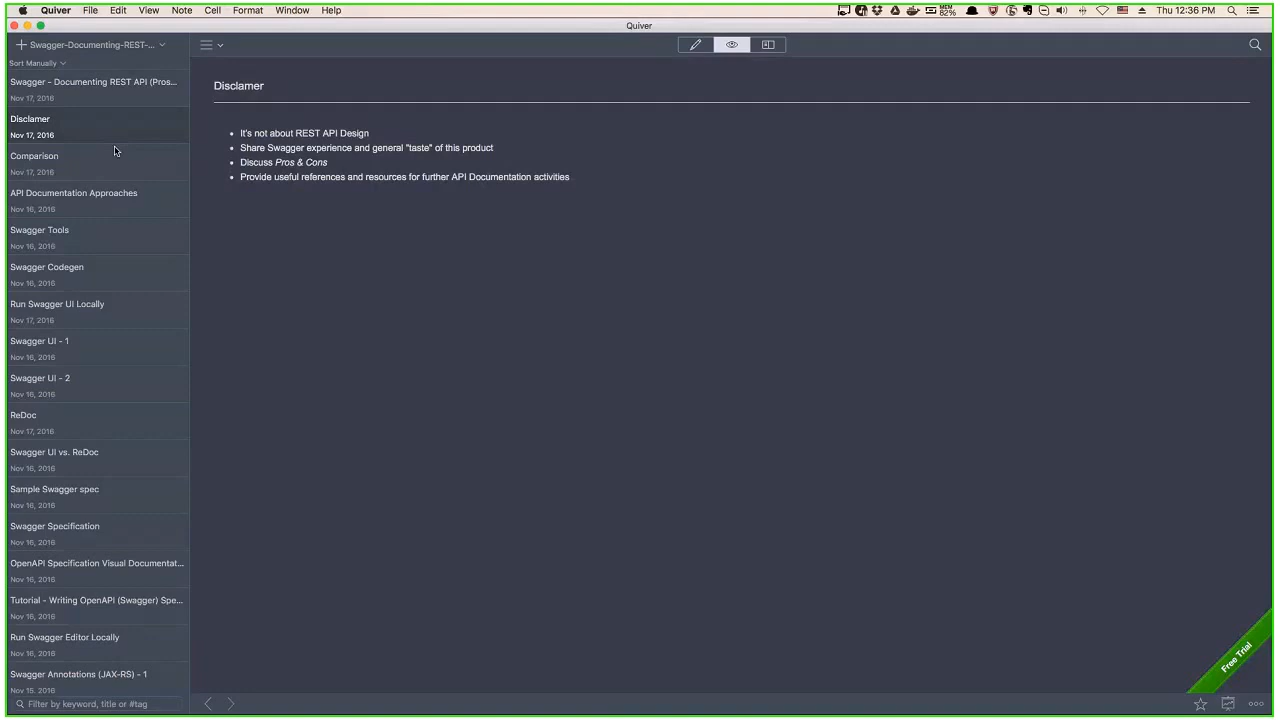 Quiver File Edit View Note Cell Format Window Help
MEM 82% Thu 12:36 PM
Quiver
Swagger-Documenting-REST-...
Sort Manually
Swagger - Documenting REST API (Pros...
Nov 17, 2016
Disclamer
Nov 17, 2016
Comparison
Nov 17, 2016
API Documentation Approaches
Nov 16, 2016
Swagger Tools
Nov 16, 2016
Swagger Codegen
Nov 16, 2016
Run Swagger UI Locally
Nov 17, 2016
Swagger UI - 1
Nov 16, 2016
Swagger UI - 2
Nov 16, 2016
ReDoc
Nov 17, 2016
Swagger UI vs. ReDoc
Nov 16, 2016
Sample Swagger spec
Nov 16, 2016
Swagger Specification
Nov 16, 2016
OpenAPI Specification Visual Documentat...
Nov 16, 2016
Tutorial - Writing OpenAPI (Swagger) Spe...
Nov 16, 2016
Run Swagger Editor Locally
Nov 16, 2016
Swagger Annotations (JAX-RS) - 1
Nov 15, 2016
Filter by keyword, title or #tag
Disclamer
• It's not about REST API Design
• Share Swagger experience and general "taste" of this product
• Discuss Pros & Cons
• Provide useful references and resources for further API Documentation activities
Free Trial